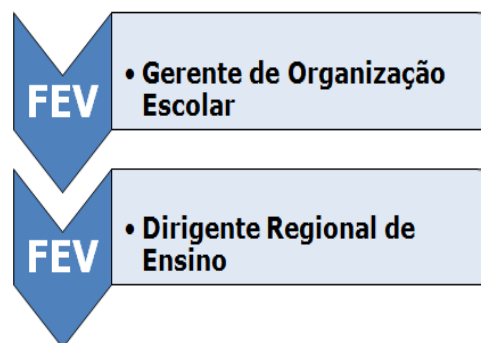 FEV
• Gerente de Organização
Escolar
FEV
• Dirigente Regional de
Ensino